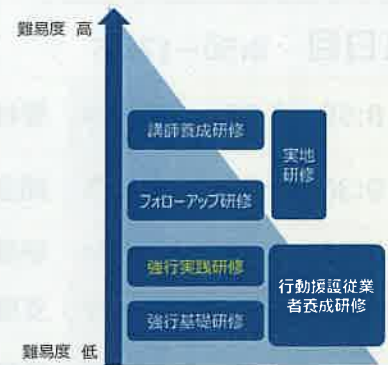 難易度 高
講師養成研修
実地
研修
フォローアップ研修
強行実践研修
行動援護従業
者養成研修
強行基礎研修
難易度 低